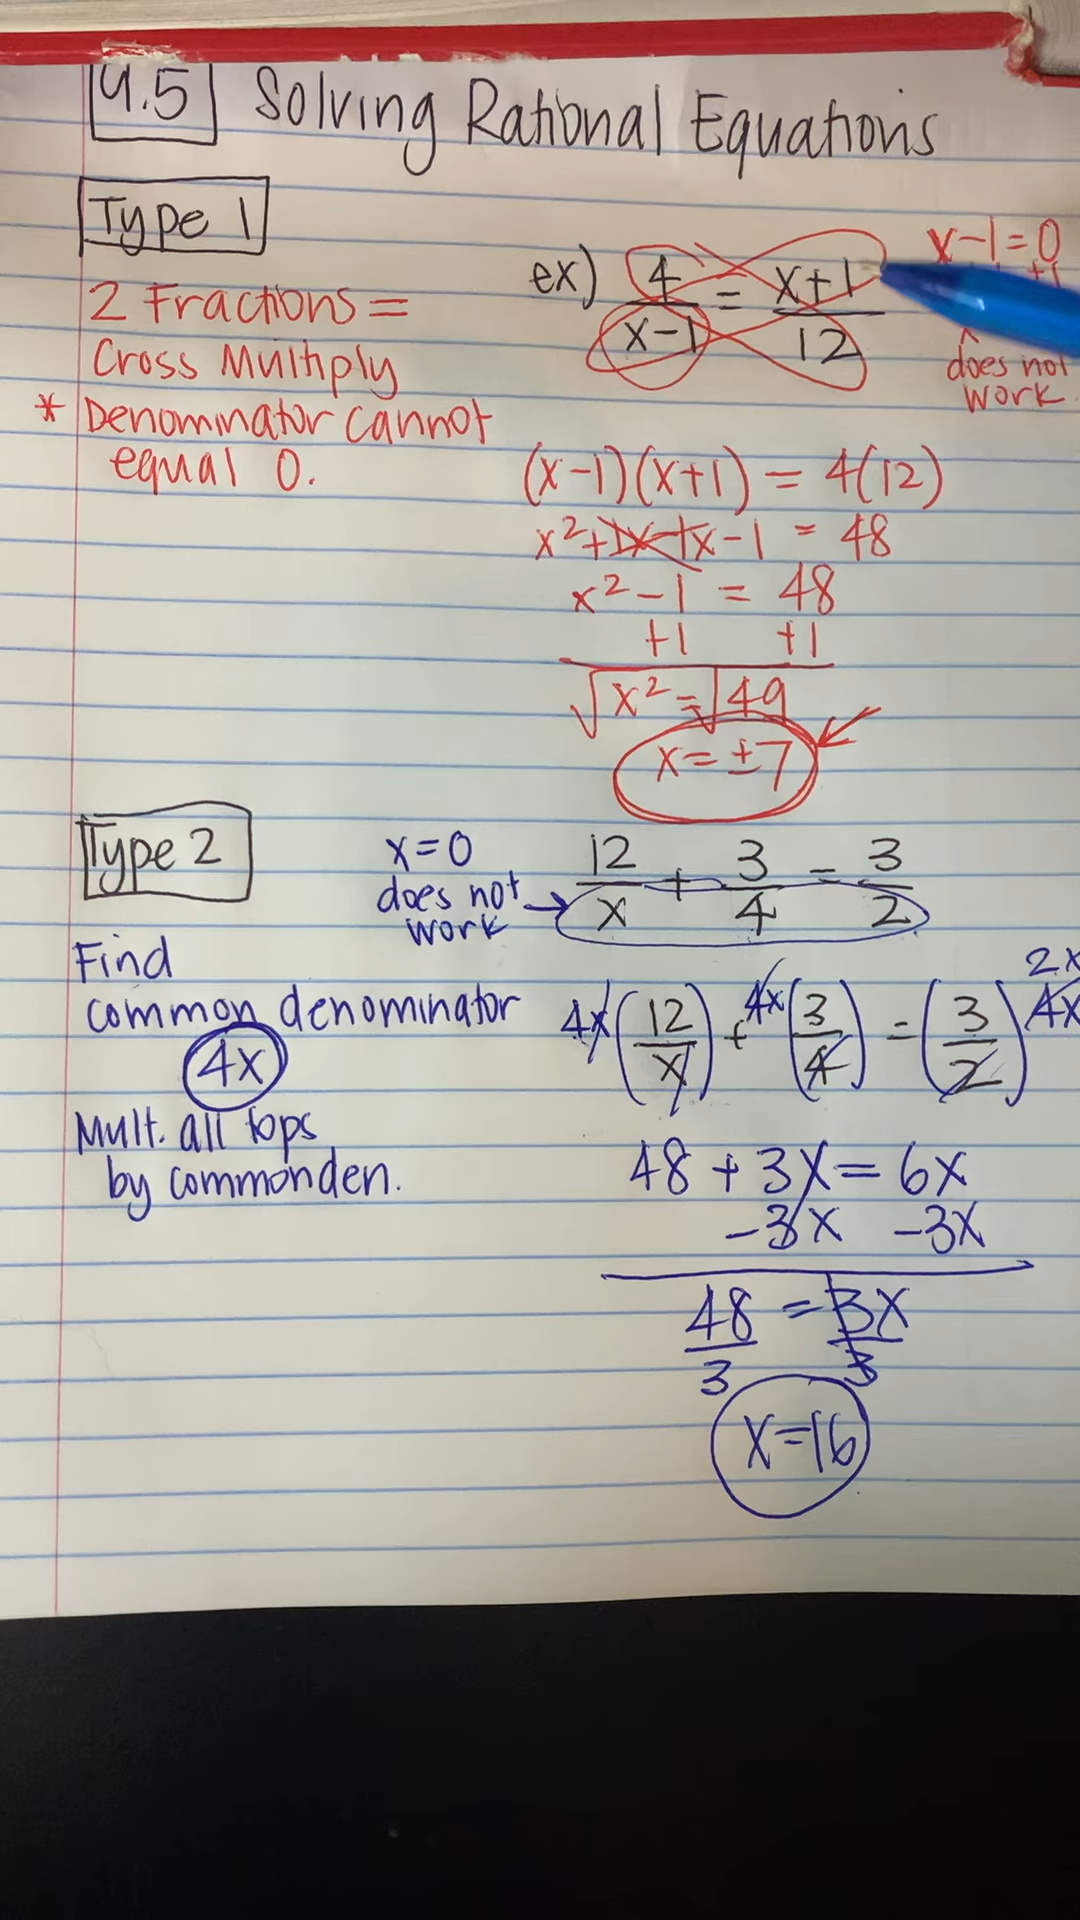 4.5 Solving Rational Equations
Type 1
2 Fractions =
Cross Multiply
* Denominator cannot
equal 0.
ex) 4/(x-1) = (x+1)/12
x-1=0
+1
does not
work
(x-1)(x+1) = 4(12)
x²+1x-1x-1 = 48
x²-1 = 48
+1 +1
√x² = √49
x = ±7
Type 2
x=0
does not
work
12/x + 3/4 = 3/2
Find
common denominator
4x
Mult. all tops
by common den.
2x
4x(12/x) + 4x(3/4) = (3/2)4x
48 + 3x = 6x
-3x -3x
48 = 3x
3 3
x=16